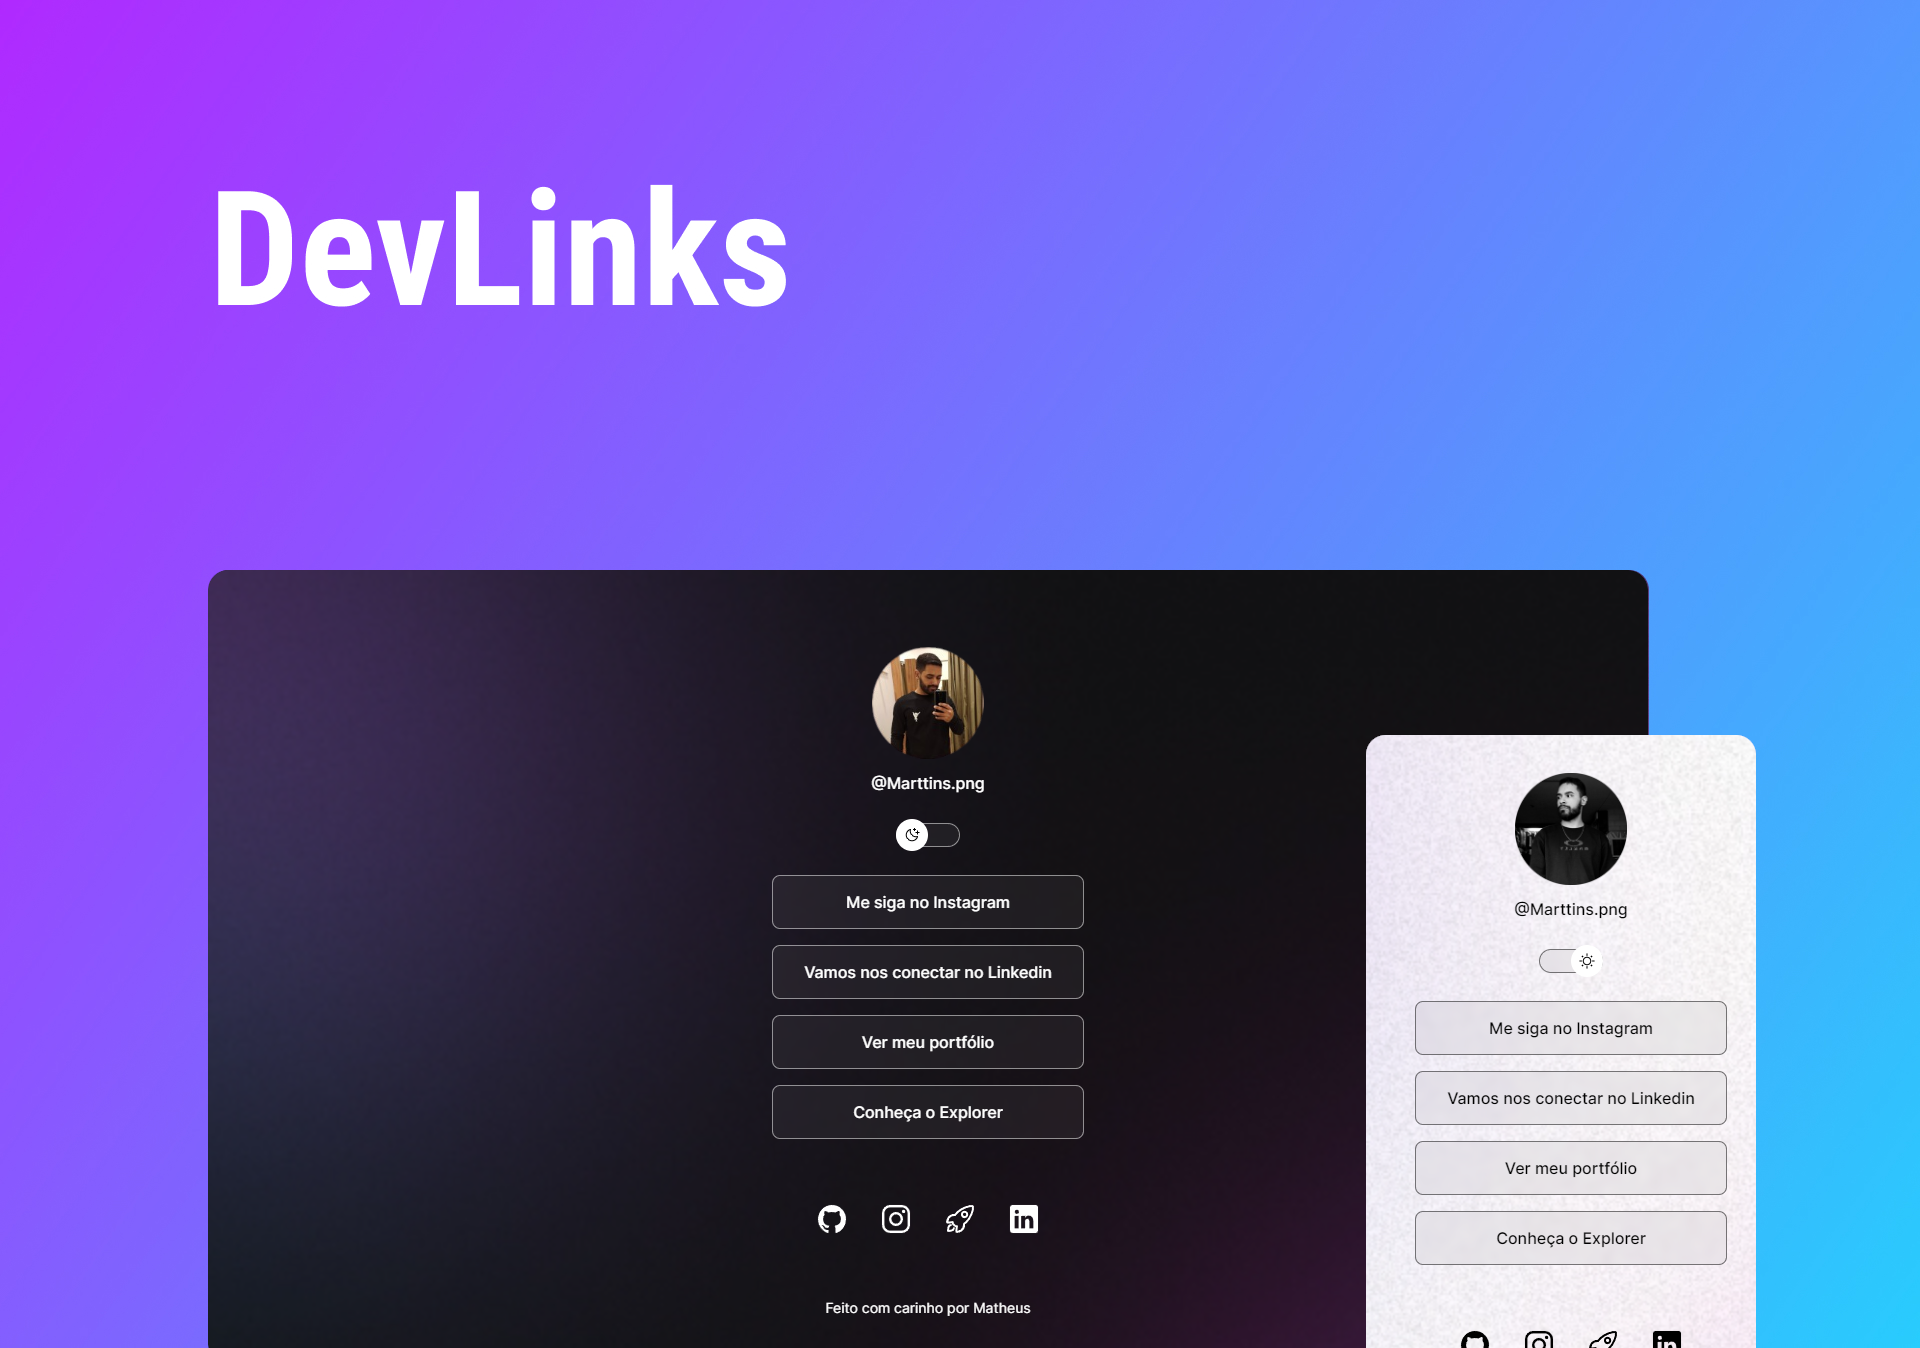 DevLinks
@Marttins.png
Me siga no Instagram
Vamos nos conectar no Linkedin
Ver meu portfólio
Conheça o Explorer
Feito com carinho por Matheus
@Marttins.png
Me siga no Instagram
Vamos nos conectar no Linkedin
Ver meu portfólio
Conheça o Explorer